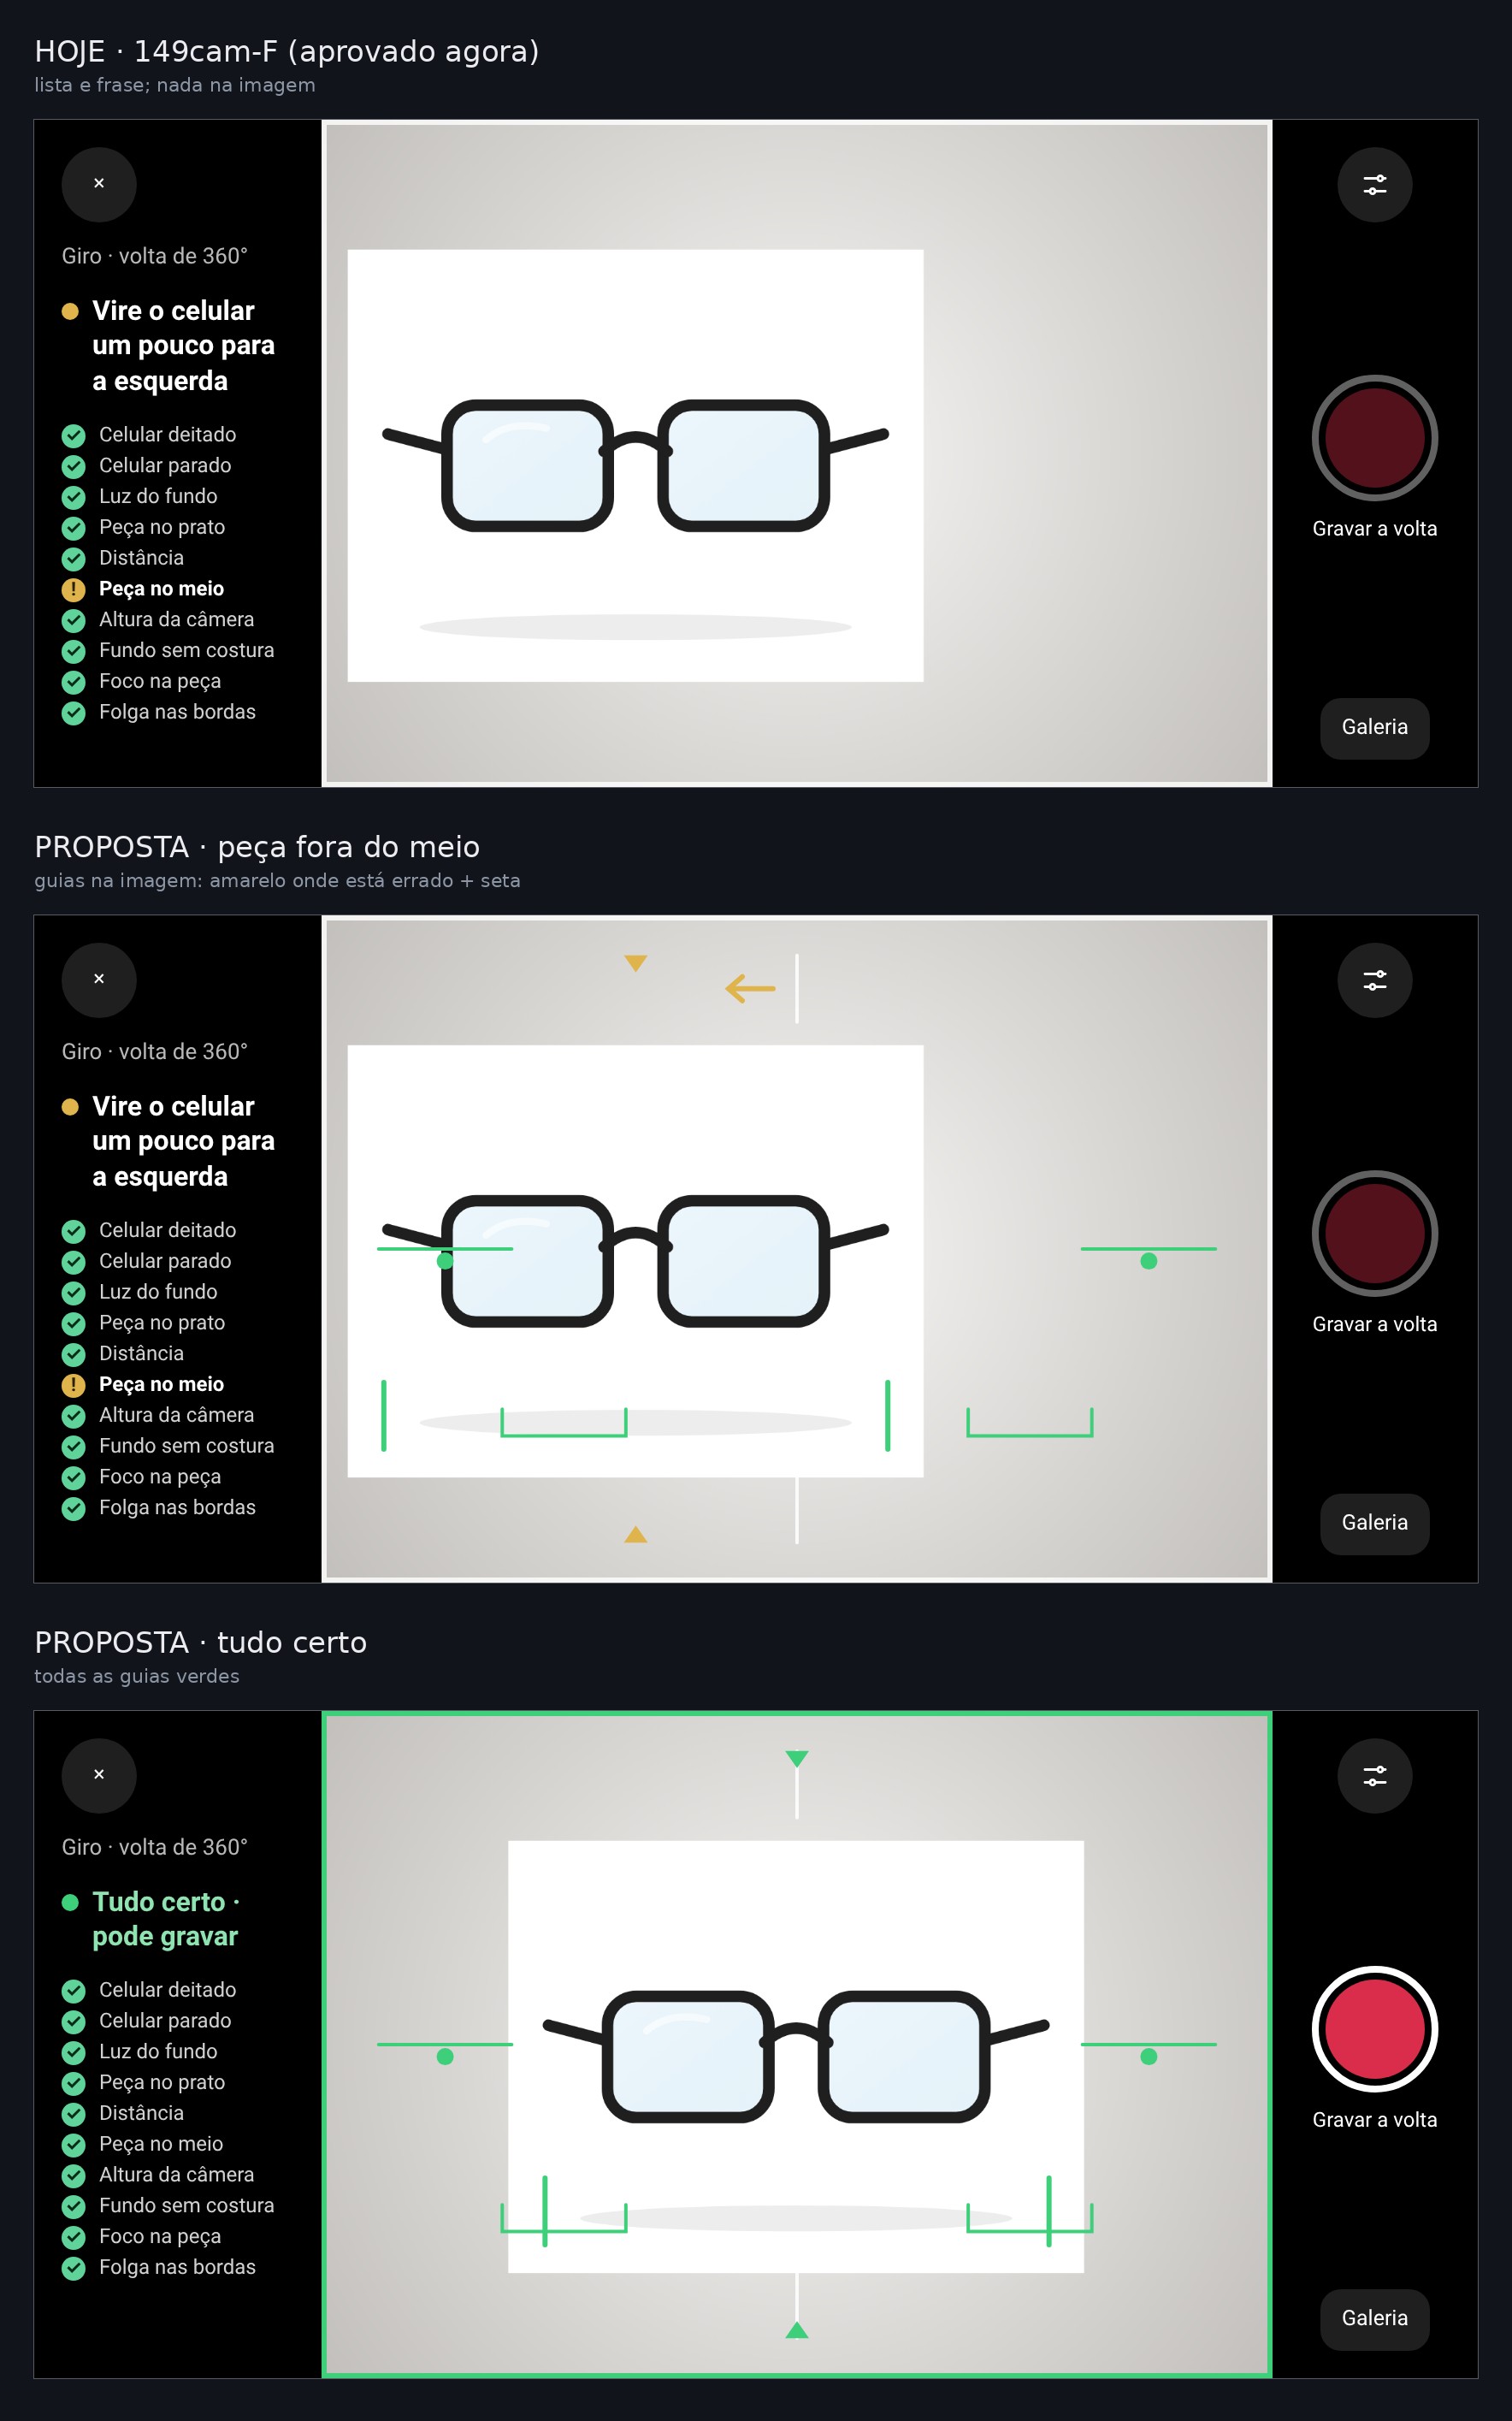 HOJE · 149cam-F (aprovado agora)
lista e frase; nada na imagem
×
Giro · volta de 360°
Vire o celular
um pouco para
a esquerda
Celular deitado
Celular parado
Luz do fundo
Peça no prato
Distância
! Peça no meio
Altura da câmera
Fundo sem costura
Foco na peça
Folga nas bordas
Gravar a volta
Galeria
PROPOSTA · peça fora do meio
guias na imagem: amarelo onde está errado + seta
×
Giro · volta de 360°
Vire o celular
um pouco para
a esquerda
Celular deitado
Celular parado
Luz do fundo
Peça no prato
Distância
! Peça no meio
Altura da câmera
Fundo sem costura
Foco na peça
Folga nas bordas
Gravar a volta
Galeria
PROPOSTA · tudo certo
todas as guias verdes
×
Giro · volta de 360°
Tudo certo ·
pode gravar
Celular deitado
Celular parado
Luz do fundo
Peça no prato
Distância
Peça no meio
Altura da câmera
Fundo sem costura
Foco na peça
Folga nas bordas
Gravar a volta
Galeria